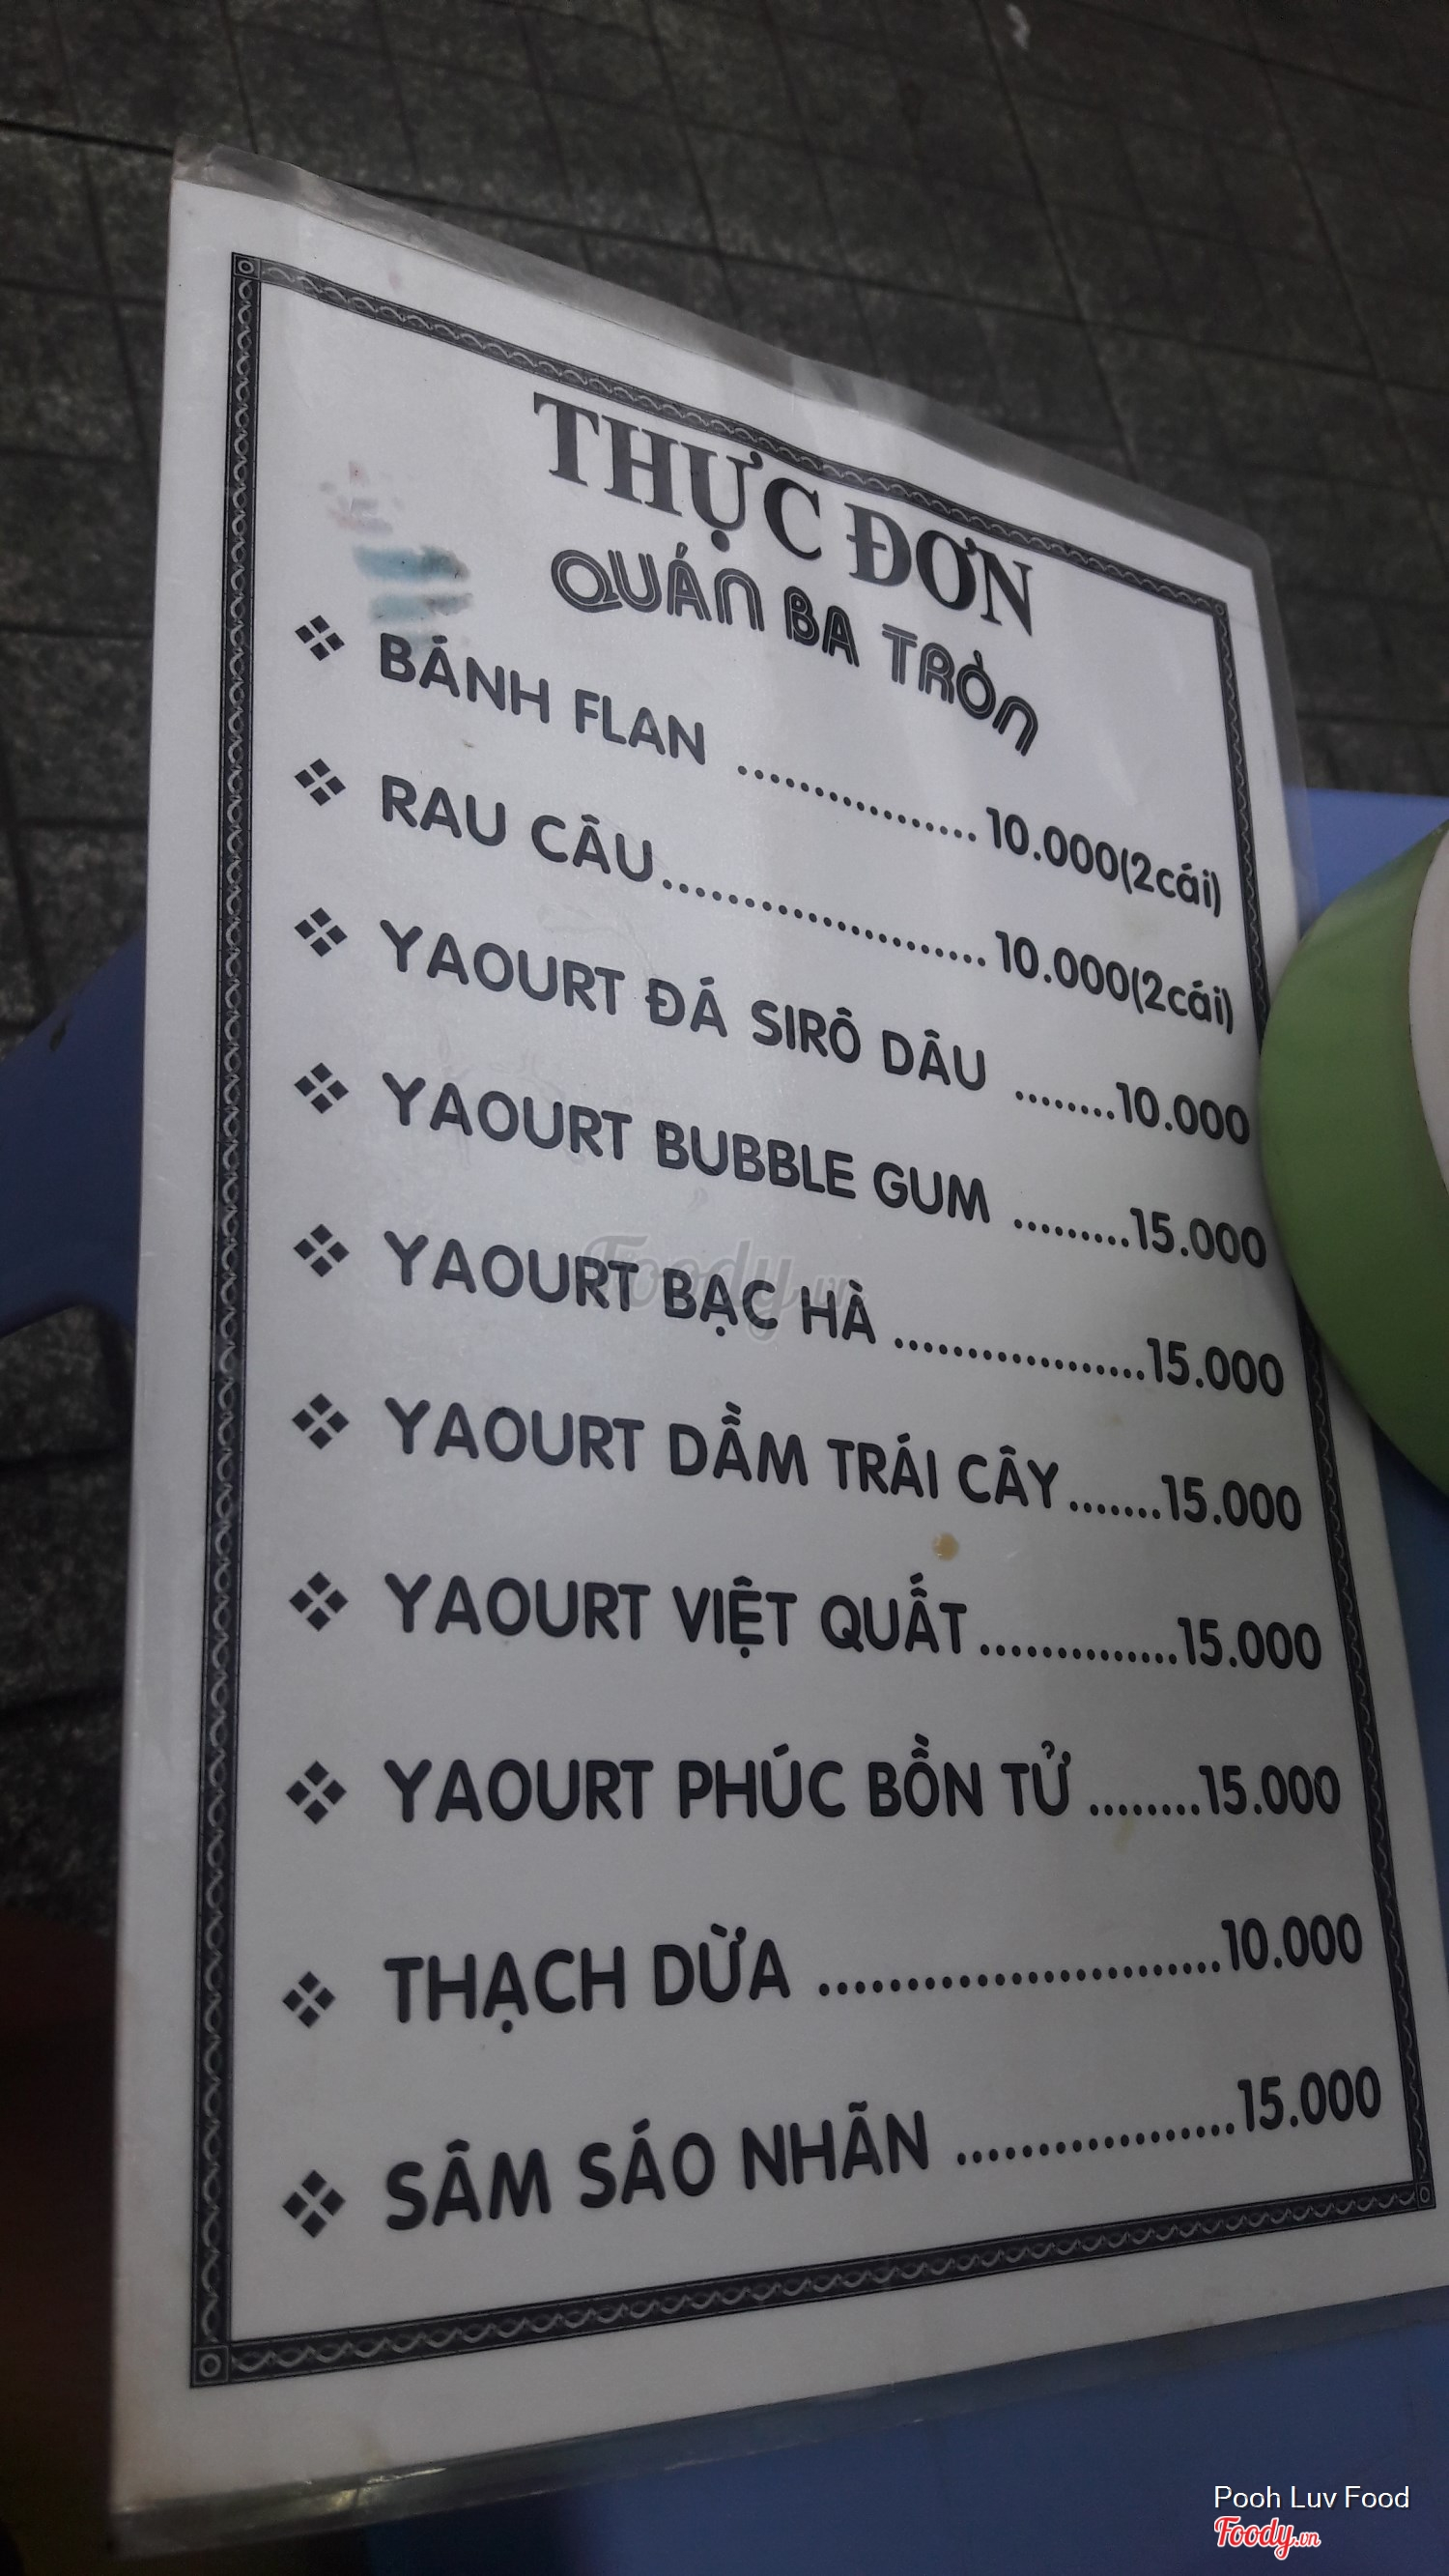 THỰC ĐƠN
QUÁN BA TRÒN
❖ BÁNH FLAN ................ 10.000(2cái)
❖ RAU CÂU...................... 10.000(2cái)
❖ YAOURT ĐÁ SIRÔ DÂU ........10.000
❖ YAOURT BUBBLE GUM .........15.000
❖ YAOURT BẠC HÀ ..................15.000
❖ YAOURT DẦM TRÁI CÂY.......15.000
❖ YAOURT VIỆT QUẤT..............15.000
❖ YAOURT PHÚC BỒN TỬ ........15.000
❖ THẠCH DỪA ...........................10.000
❖ SÂM SÁO NHÃN ..................15.000
Foody.vn
Pooh Luv Food
Foody.vn